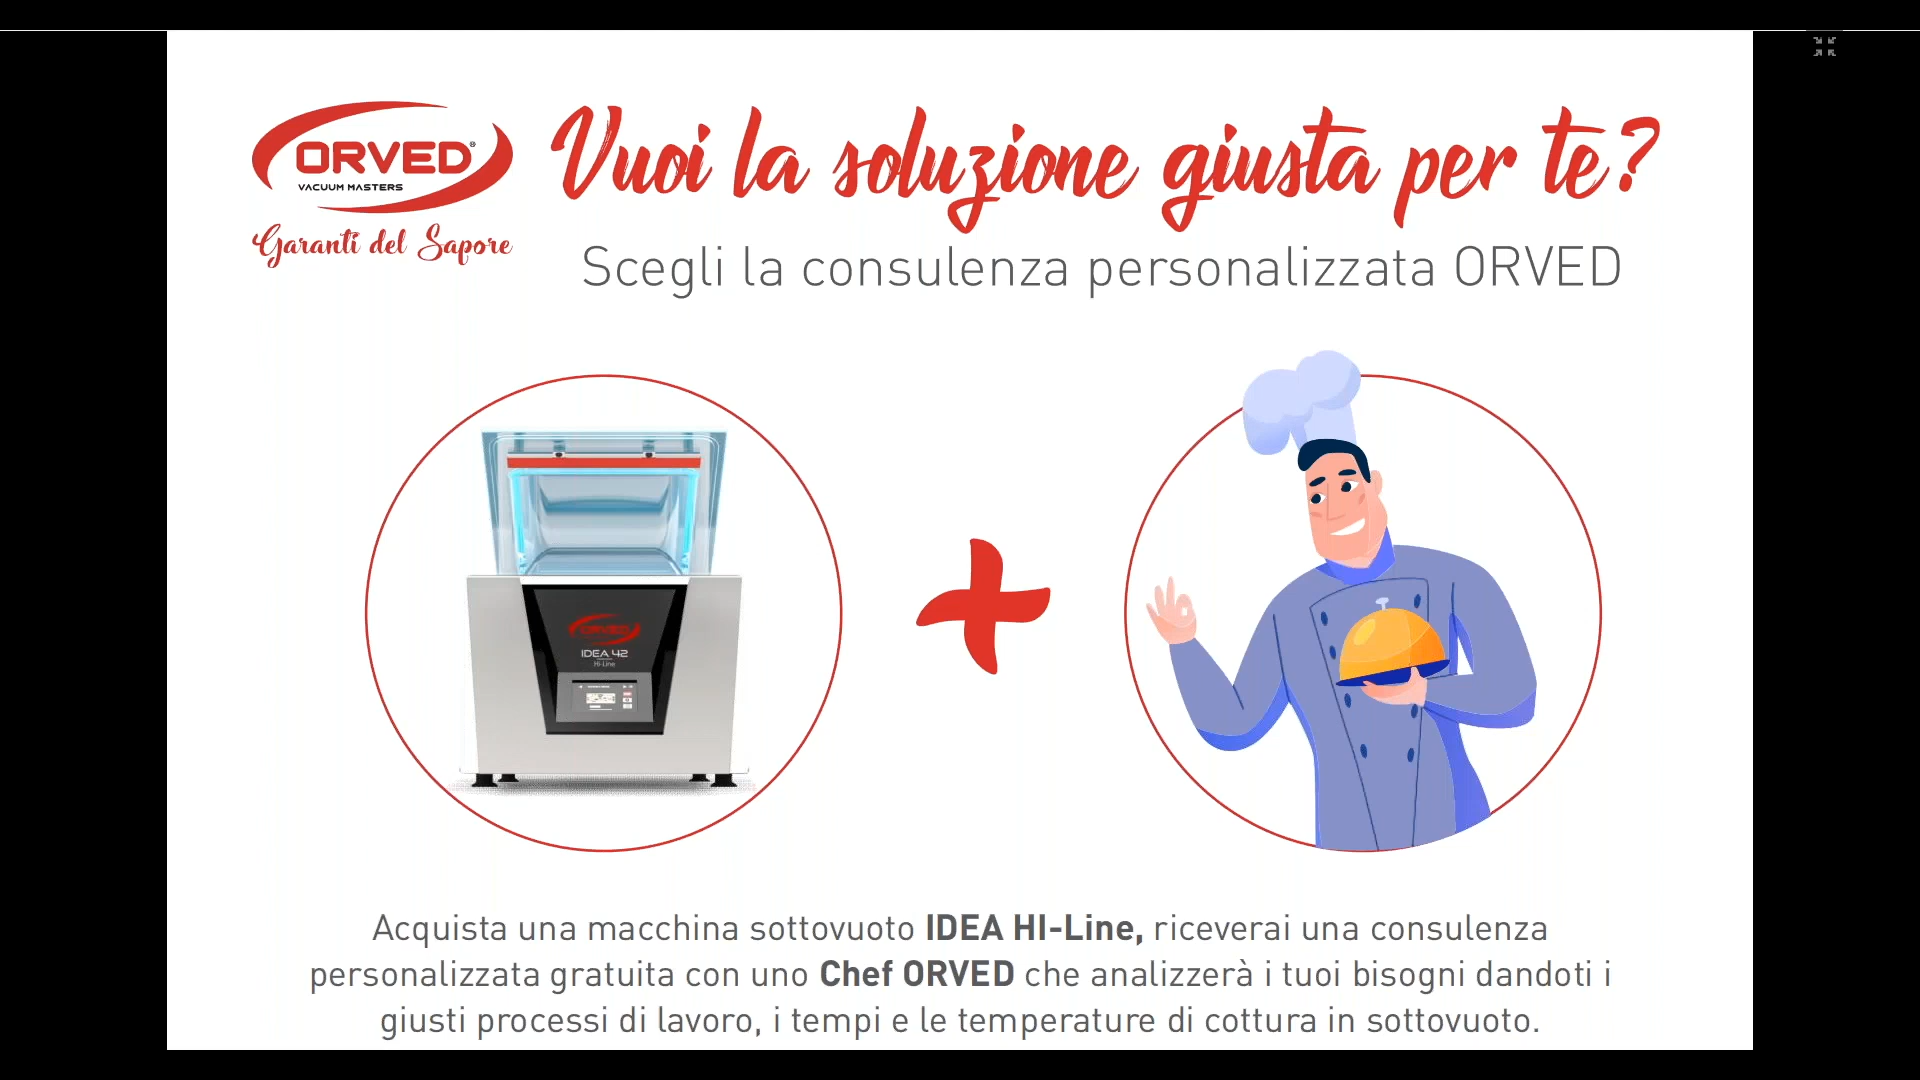 ORVED®
VACUUM MASTERS
Garanti del Sapore
Vuoi la soluzione giusta per te?
Scegli la consulenza personalizzata ORVED
ORVED
IDEA 42
Hi-Line
Acquista una macchina sottovuoto IDEA HI-Line, riceverai una consulenza
personalizzata gratuita con uno Chef ORVED che analizzerà i tuoi bisogni dandoti i
giusti processi di lavoro, i tempi e le temperature di cottura in sottovuoto.